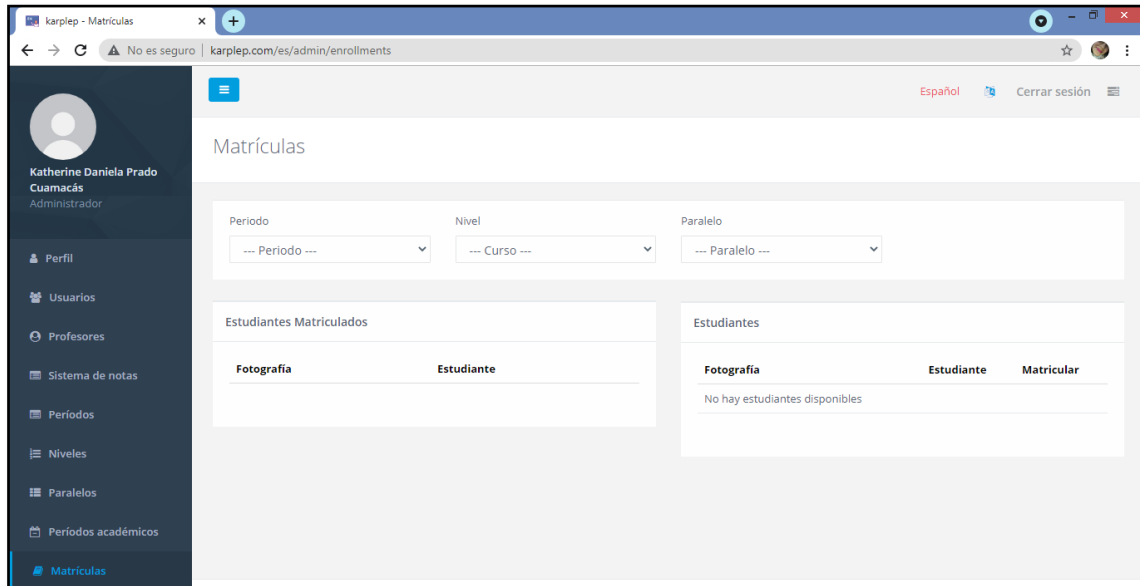 karplep - Matrículas
No es seguro | karplep.com/es/admin/enrollments
Español Cerrar sesión
Katherine Daniela Prado
Cuamacás
Administrador
Perfil
Usuarios
Profesores
Sistema de notas
Períodos
Niveles
Paralelos
Períodos académicos
Matrículas
Matrículas
Periodo Nivel Paralelo
--- Periodo --- --- Curso --- --- Paralelo ---
Estudiantes Matriculados
Fotografía Estudiante
Estudiantes
Fotografía Estudiante Matricular
No hay estudiantes disponibles